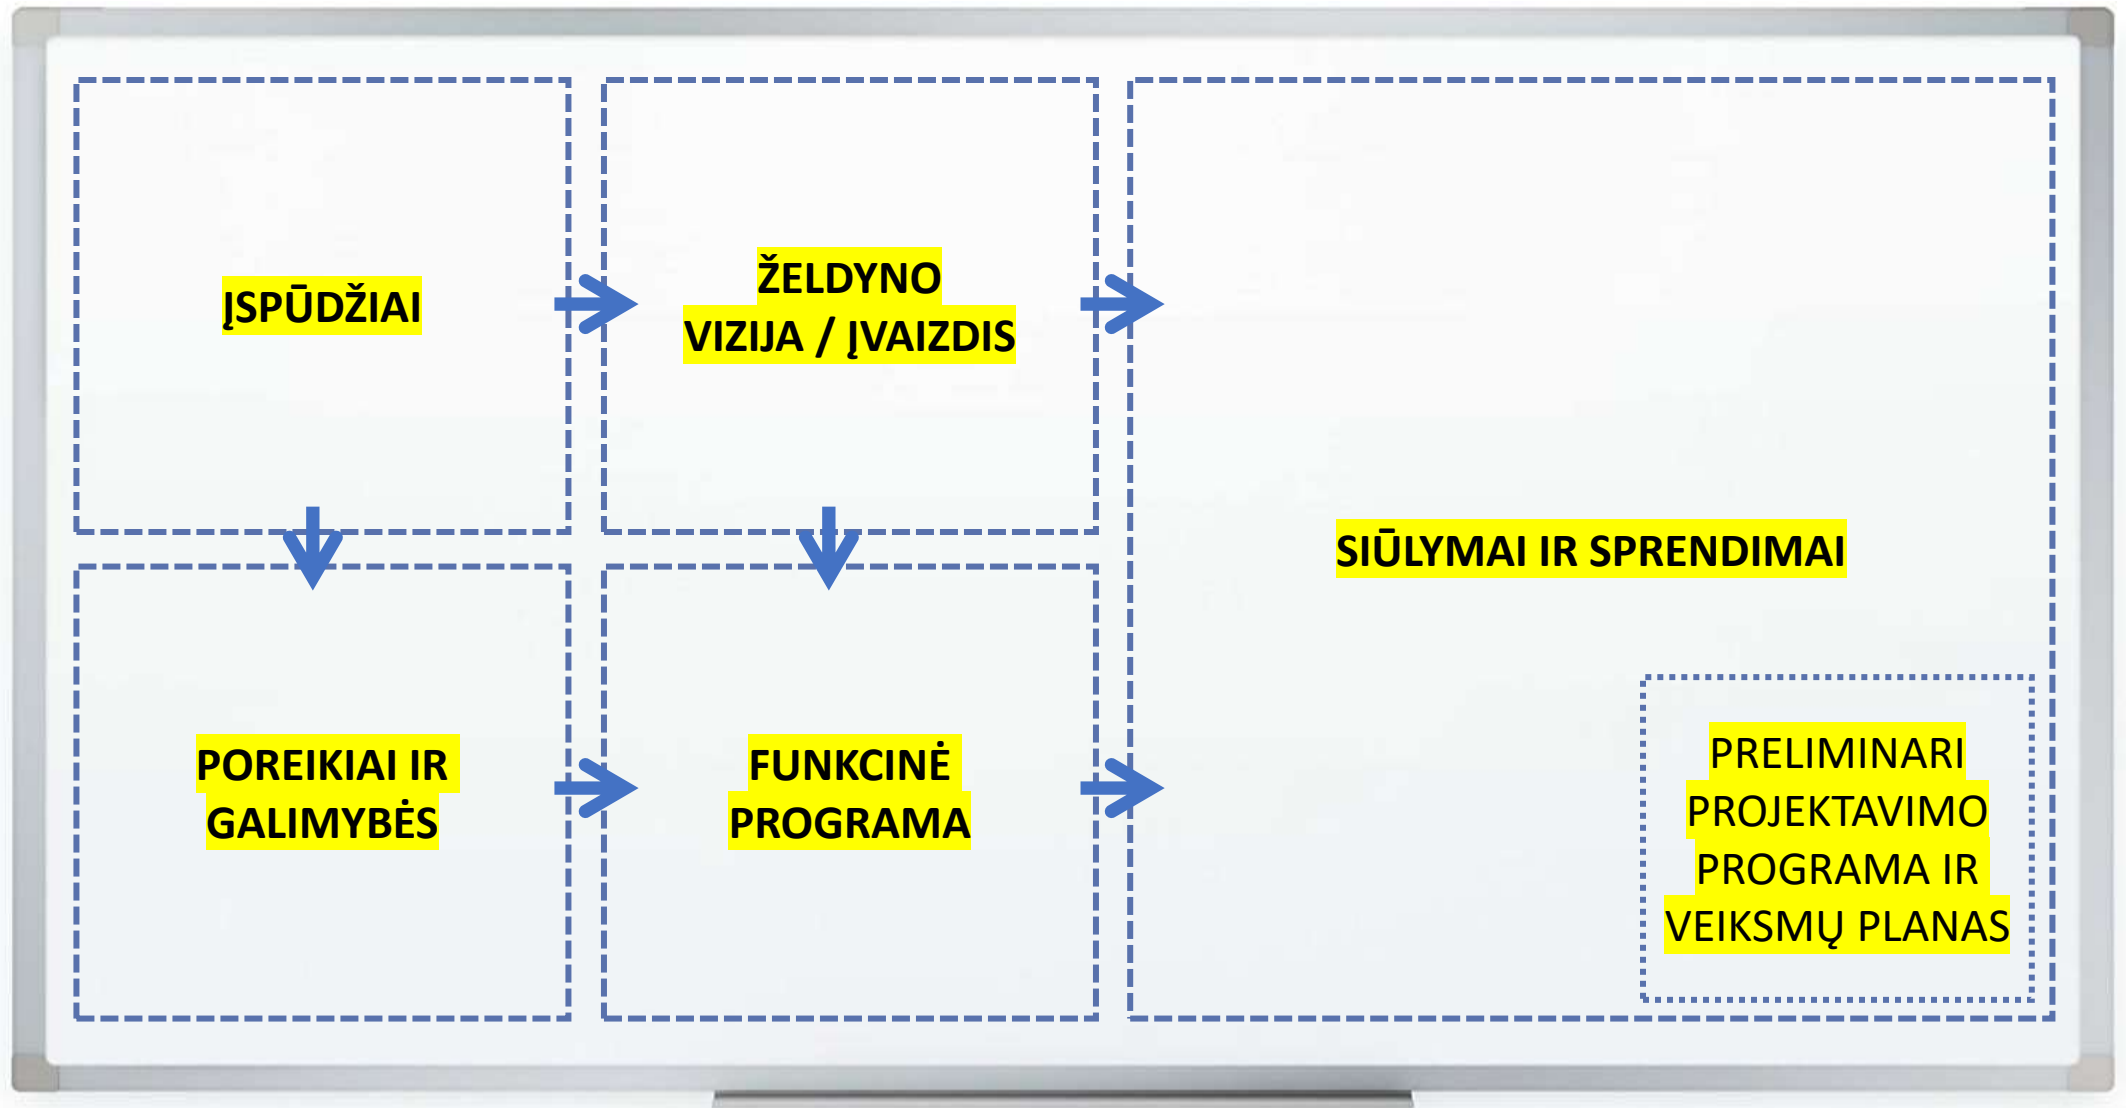 ĮSPŪDŽIAI
ŽELDYNO
VIZIJA / ĮVAIZDIS
POREIKIAI IR
GALIMYBĖS
FUNKCINĖ
PROGRAMA
SIŪLYMAI IR SPRENDIMAI
PRELIMINARI
PROJEKTAVIMO
PROGRAMA IR
VEIKSMŲ PLANAS